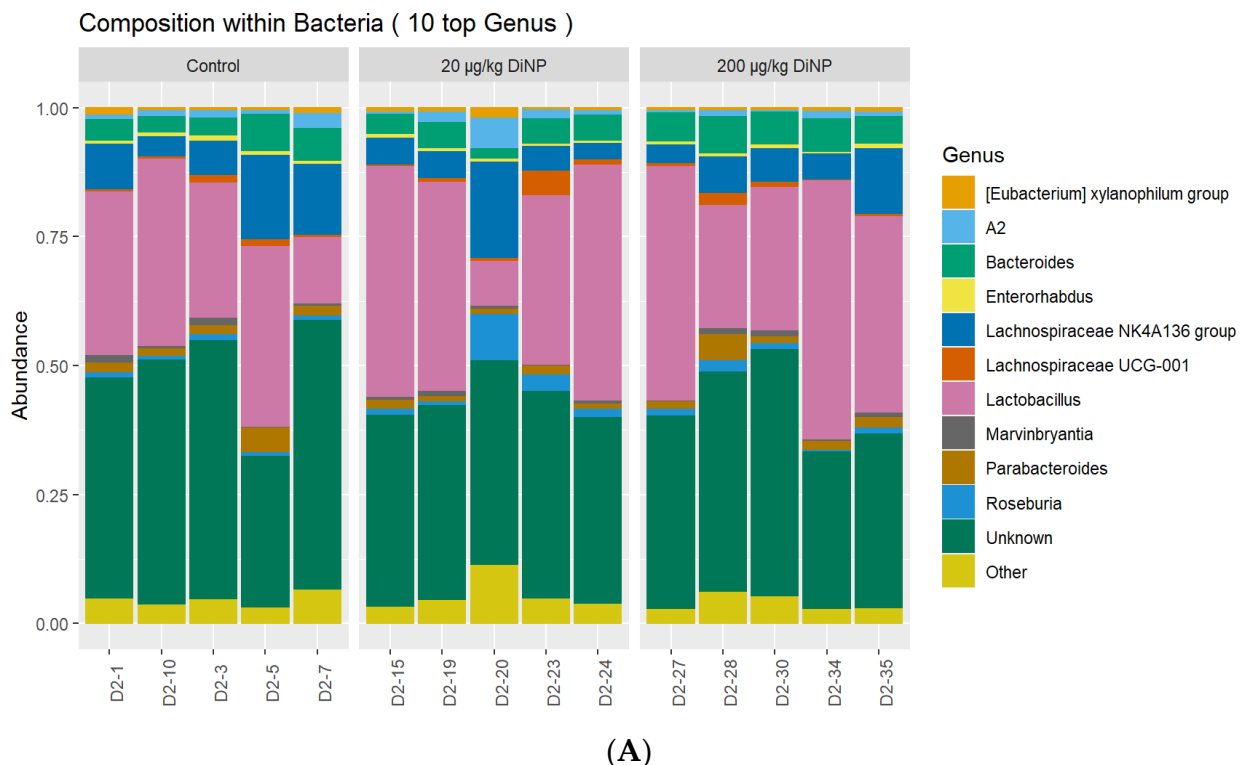 Composition within Bacteria ( 10 top Genus )
Control
20 µg/kg DiNP
200 µg/kg DiNP
1.00
0.75
0.50
0.25
0.00
Abundance
D2-1
D2-10
D2-3
D2-5
D2-7
D2-15
D2-19
D2-20
D2-23
D2-24
D2-27
D2-28
D2-30
D2-34
D2-35
Genus
[Eubacterium] xylanophilum group
A2
Bacteroides
Enterorhabdus
Lachnospiraceae NK4A136 group
Lachnospiraceae UCG-001
Lactobacillus
Marvinbryantia
Parabacteroides
Roseburia
Unknown
Other
(A)